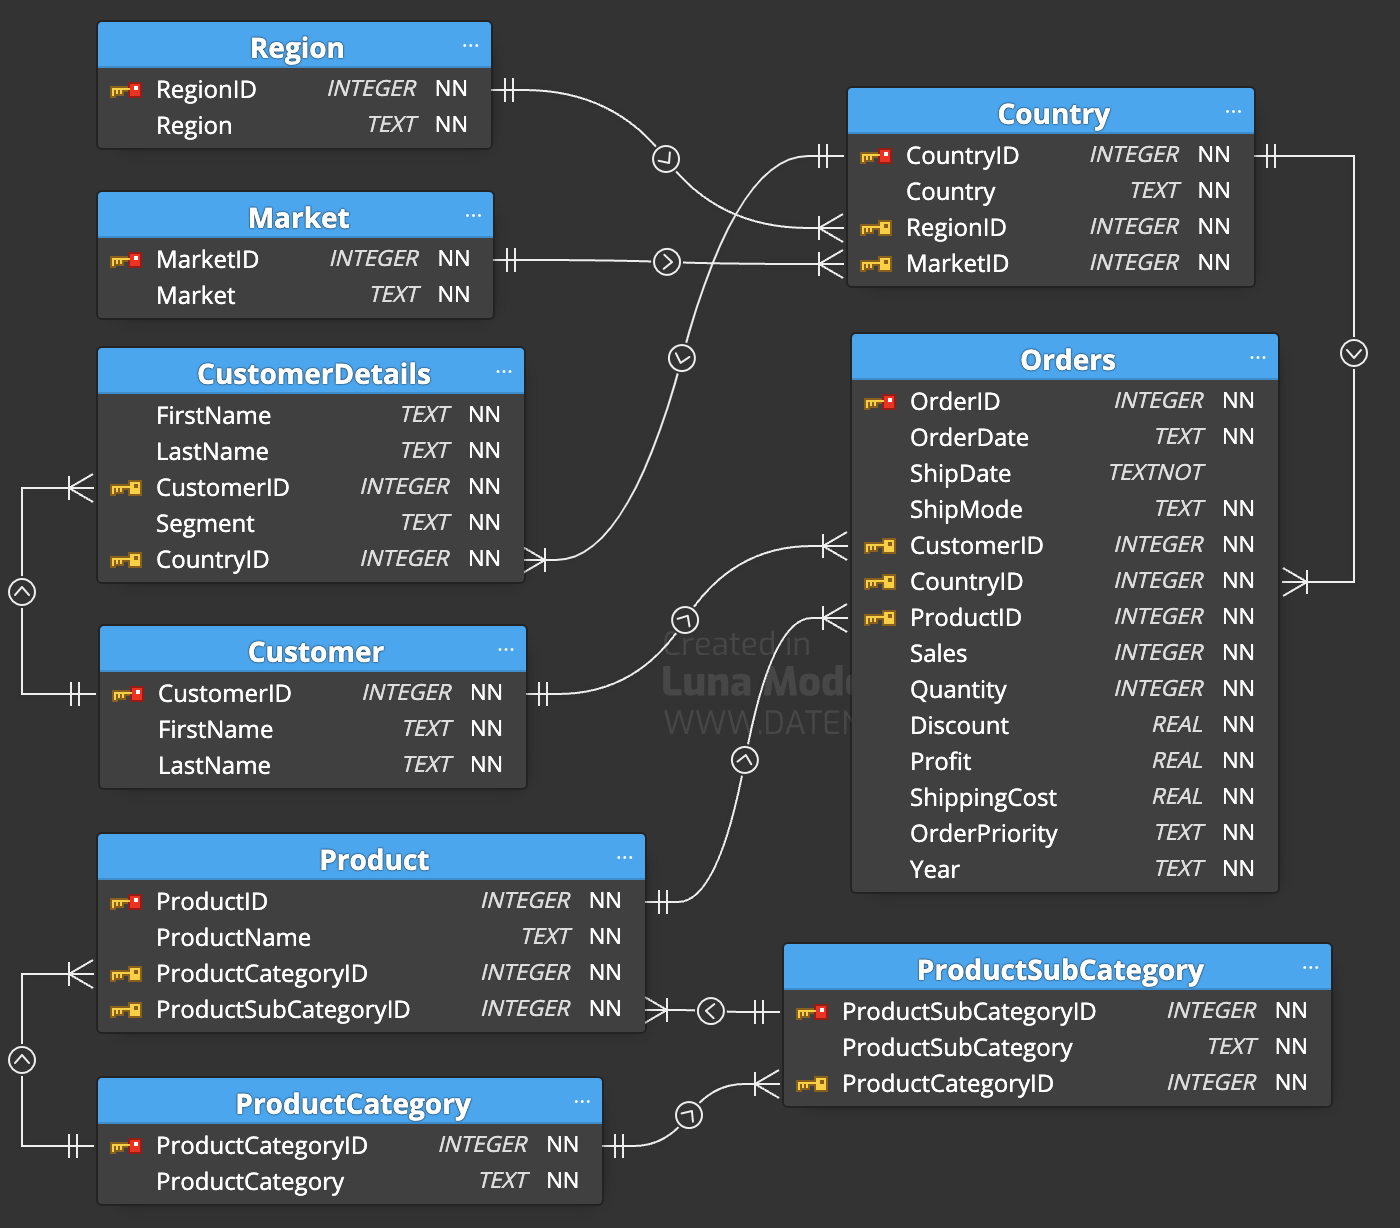 Region ...
RegionID INTEGER NN
Region TEXT NN
Market ...
MarketID INTEGER NN
Market TEXT NN
Country ...
CountryID INTEGER NN
Country TEXT NN
RegionID INTEGER NN
MarketID INTEGER NN
CustomerDetails ...
FirstName TEXT NN
LastName TEXT NN
CustomerID INTEGER NN
Segment TEXT NN
CountryID INTEGER NN
Orders ...
OrderID INTEGER NN
OrderDate TEXT NN
ShipDate TEXTNOT
ShipMode TEXT NN
CustomerID INTEGER NN
CountryID INTEGER NN
ProductID INTEGER NN
Sales INTEGER NN
Quantity INTEGER NN
Discount REAL NN
Profit REAL NN
ShippingCost REAL NN
OrderPriority TEXT NN
Year TEXT NN
Customer ...
CustomerID INTEGER NN
FirstName TEXT NN
LastName TEXT NN
Created in
Luna Mode
WWW.DATEN
Product ...
ProductID INTEGER NN
ProductName TEXT NN
ProductCategoryID INTEGER NN
ProductSubCategoryID INTEGER NN
ProductSubCategory ...
ProductSubCategoryID INTEGER NN
ProductSubCategory TEXT NN
ProductCategoryID INTEGER NN
ProductCategory ...
ProductCategoryID INTEGER NN
ProductCategory TEXT NN